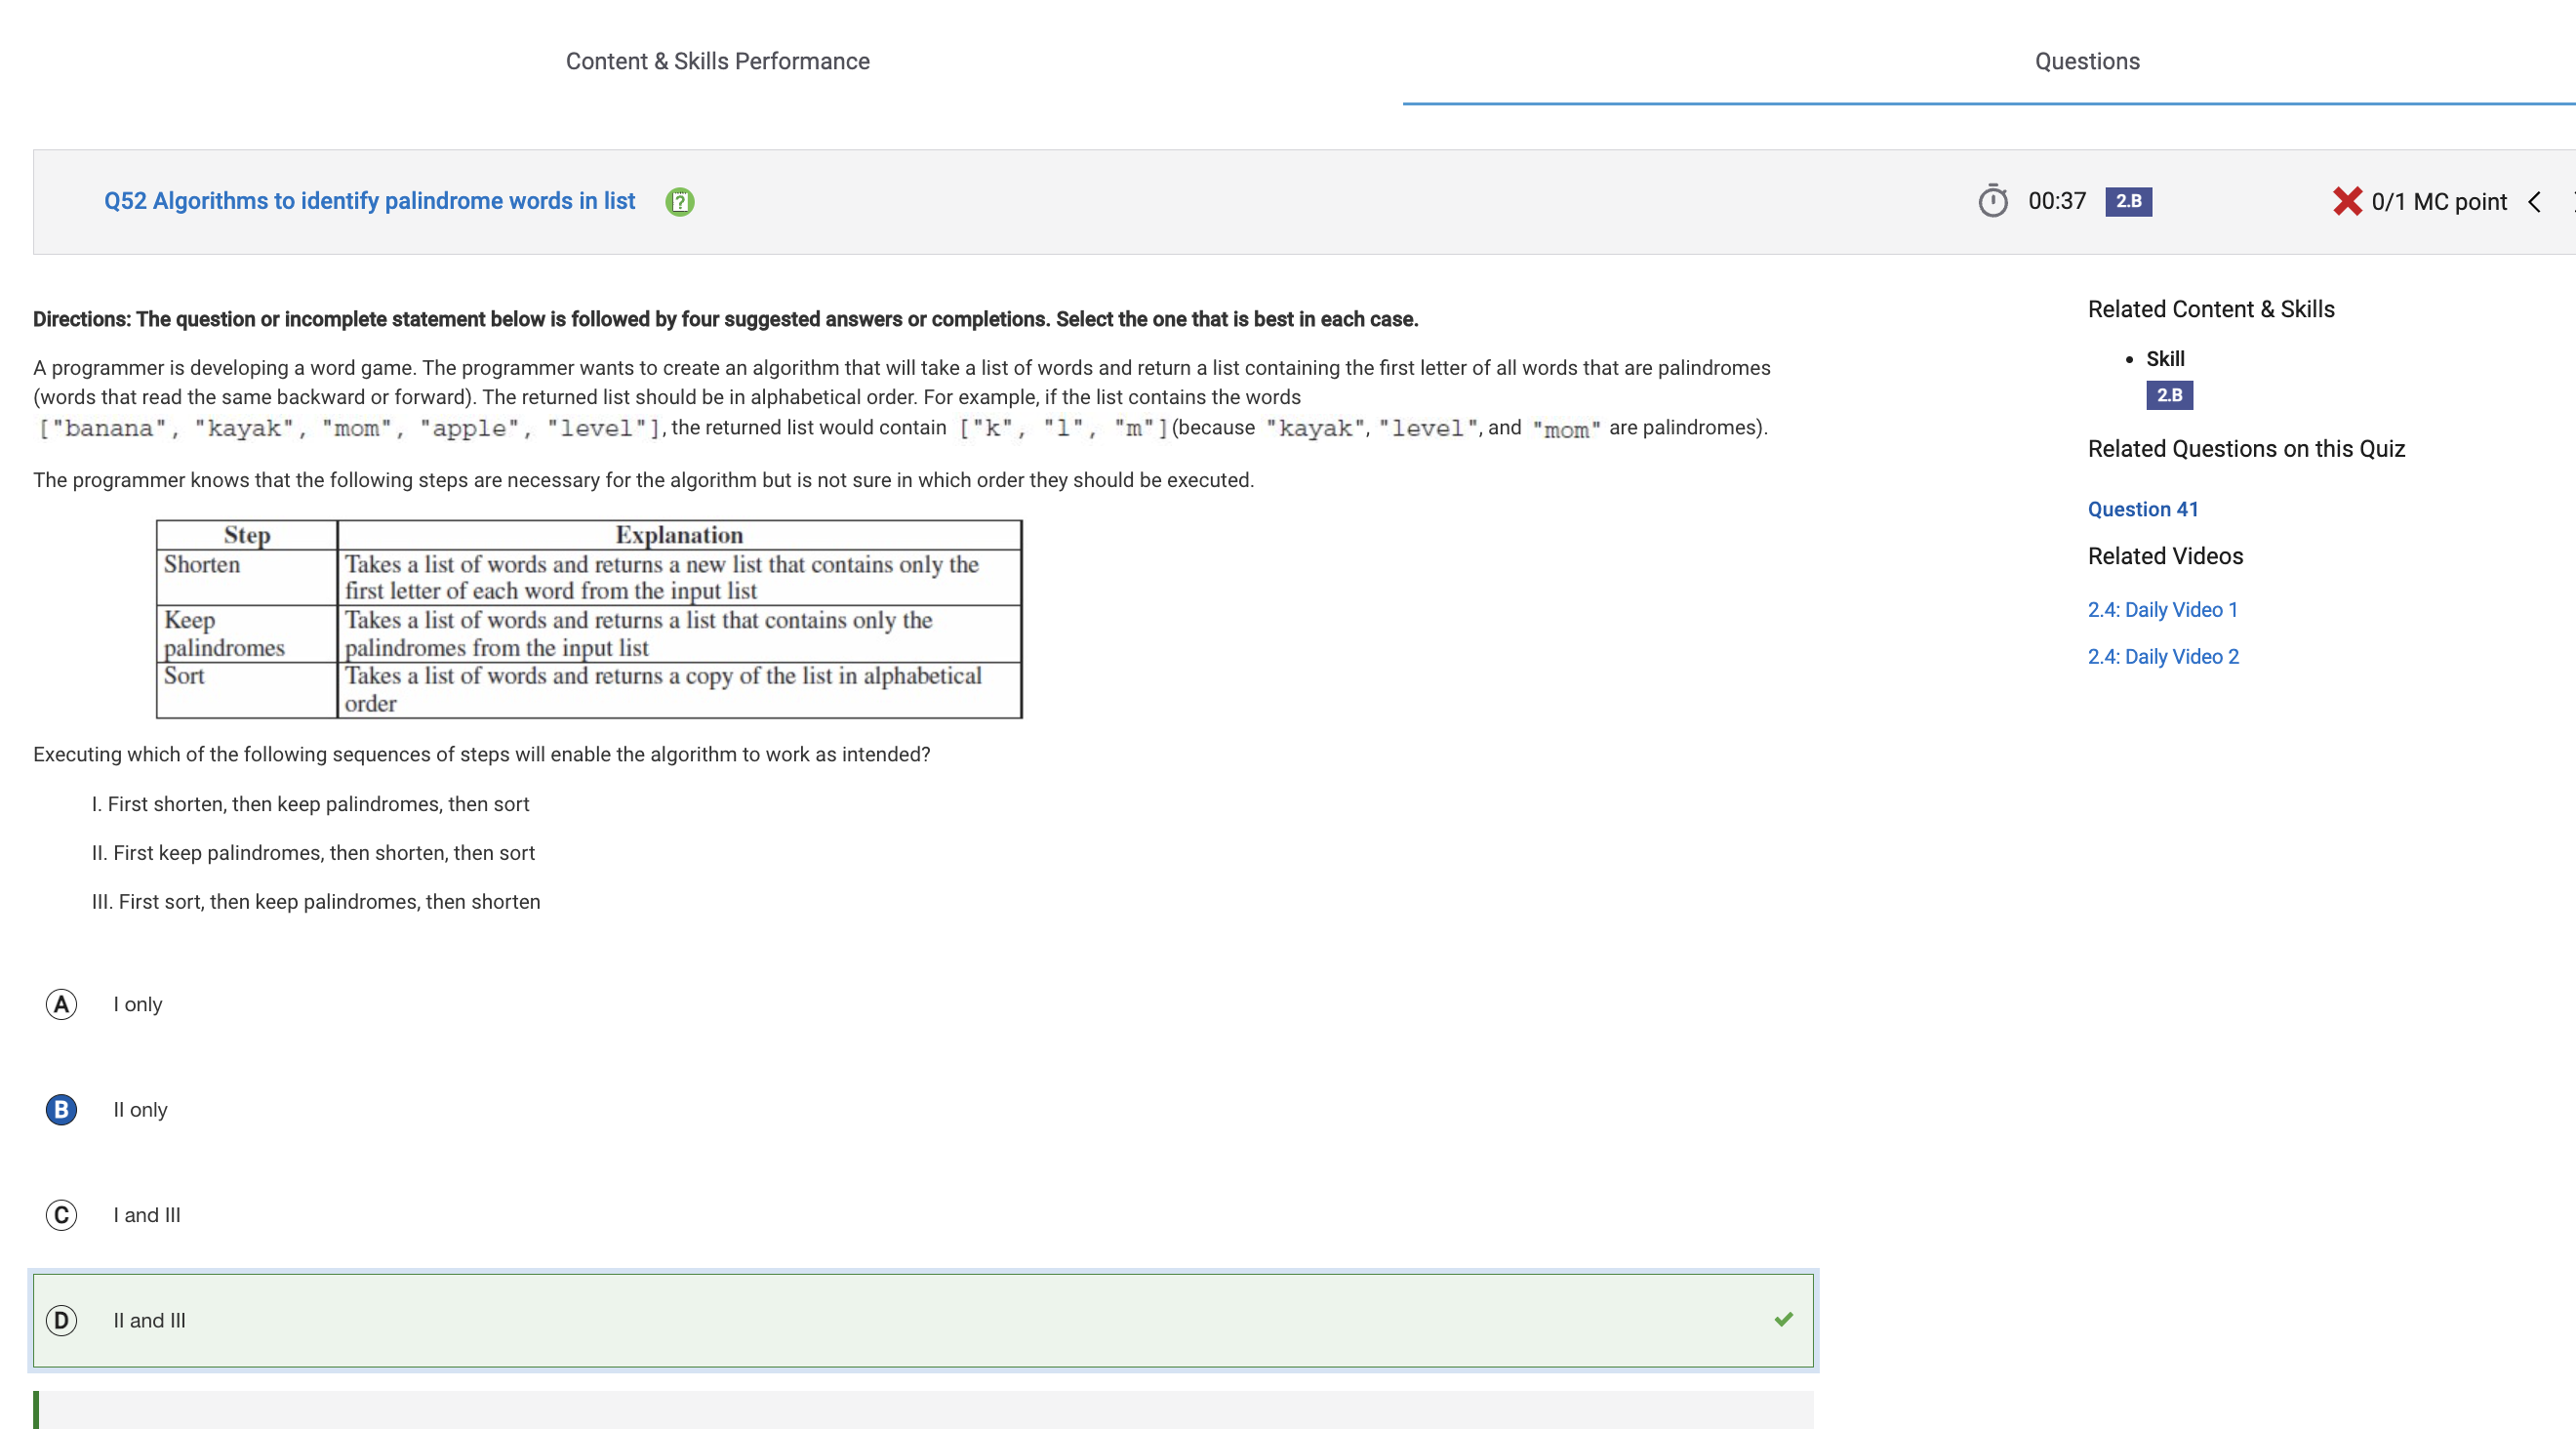 Content & Skills Performance
Questions
Q52 Algorithms to identify palindrome words in list
?
00:37
2.B
0/1 MC point
Directions: The question or incomplete statement below is followed by four suggested answers or completions. Select the one that is best in each case.
A programmer is developing a word game. The programmer wants to create an algorithm that will take a list of words and return a list containing the first letter of all words that are palindromes
(words that read the same backward or forward). The returned list should be in alphabetical order. For example, if the list contains the words
["banana", "kayak", "mom", "apple", "level"], the returned list would contain ["k", "l", "m"] (because "kayak", "level", and "mom" are palindromes).
The programmer knows that the following steps are necessary for the algorithm but is not sure in which order they should be executed.
Step Explanation
Shorten Takes a list of words and returns a new list that contains only the
first letter of each word from the input list
Keep Takes a list of words and returns a list that contains only the
palindromes palindromes from the input list
Sort Takes a list of words and returns a copy of the list in alphabetical
order
Executing which of the following sequences of steps will enable the algorithm to work as intended?
I. First shorten, then keep palindromes, then sort
II. First keep palindromes, then shorten, then sort
III. First sort, then keep palindromes, then shorten
A I only
B II only
C I and III
D II and III
Related Content & Skills
• Skill
2.B
Related Questions on this Quiz
Question 41
Related Videos
2.4: Daily Video 1
2.4: Daily Video 2